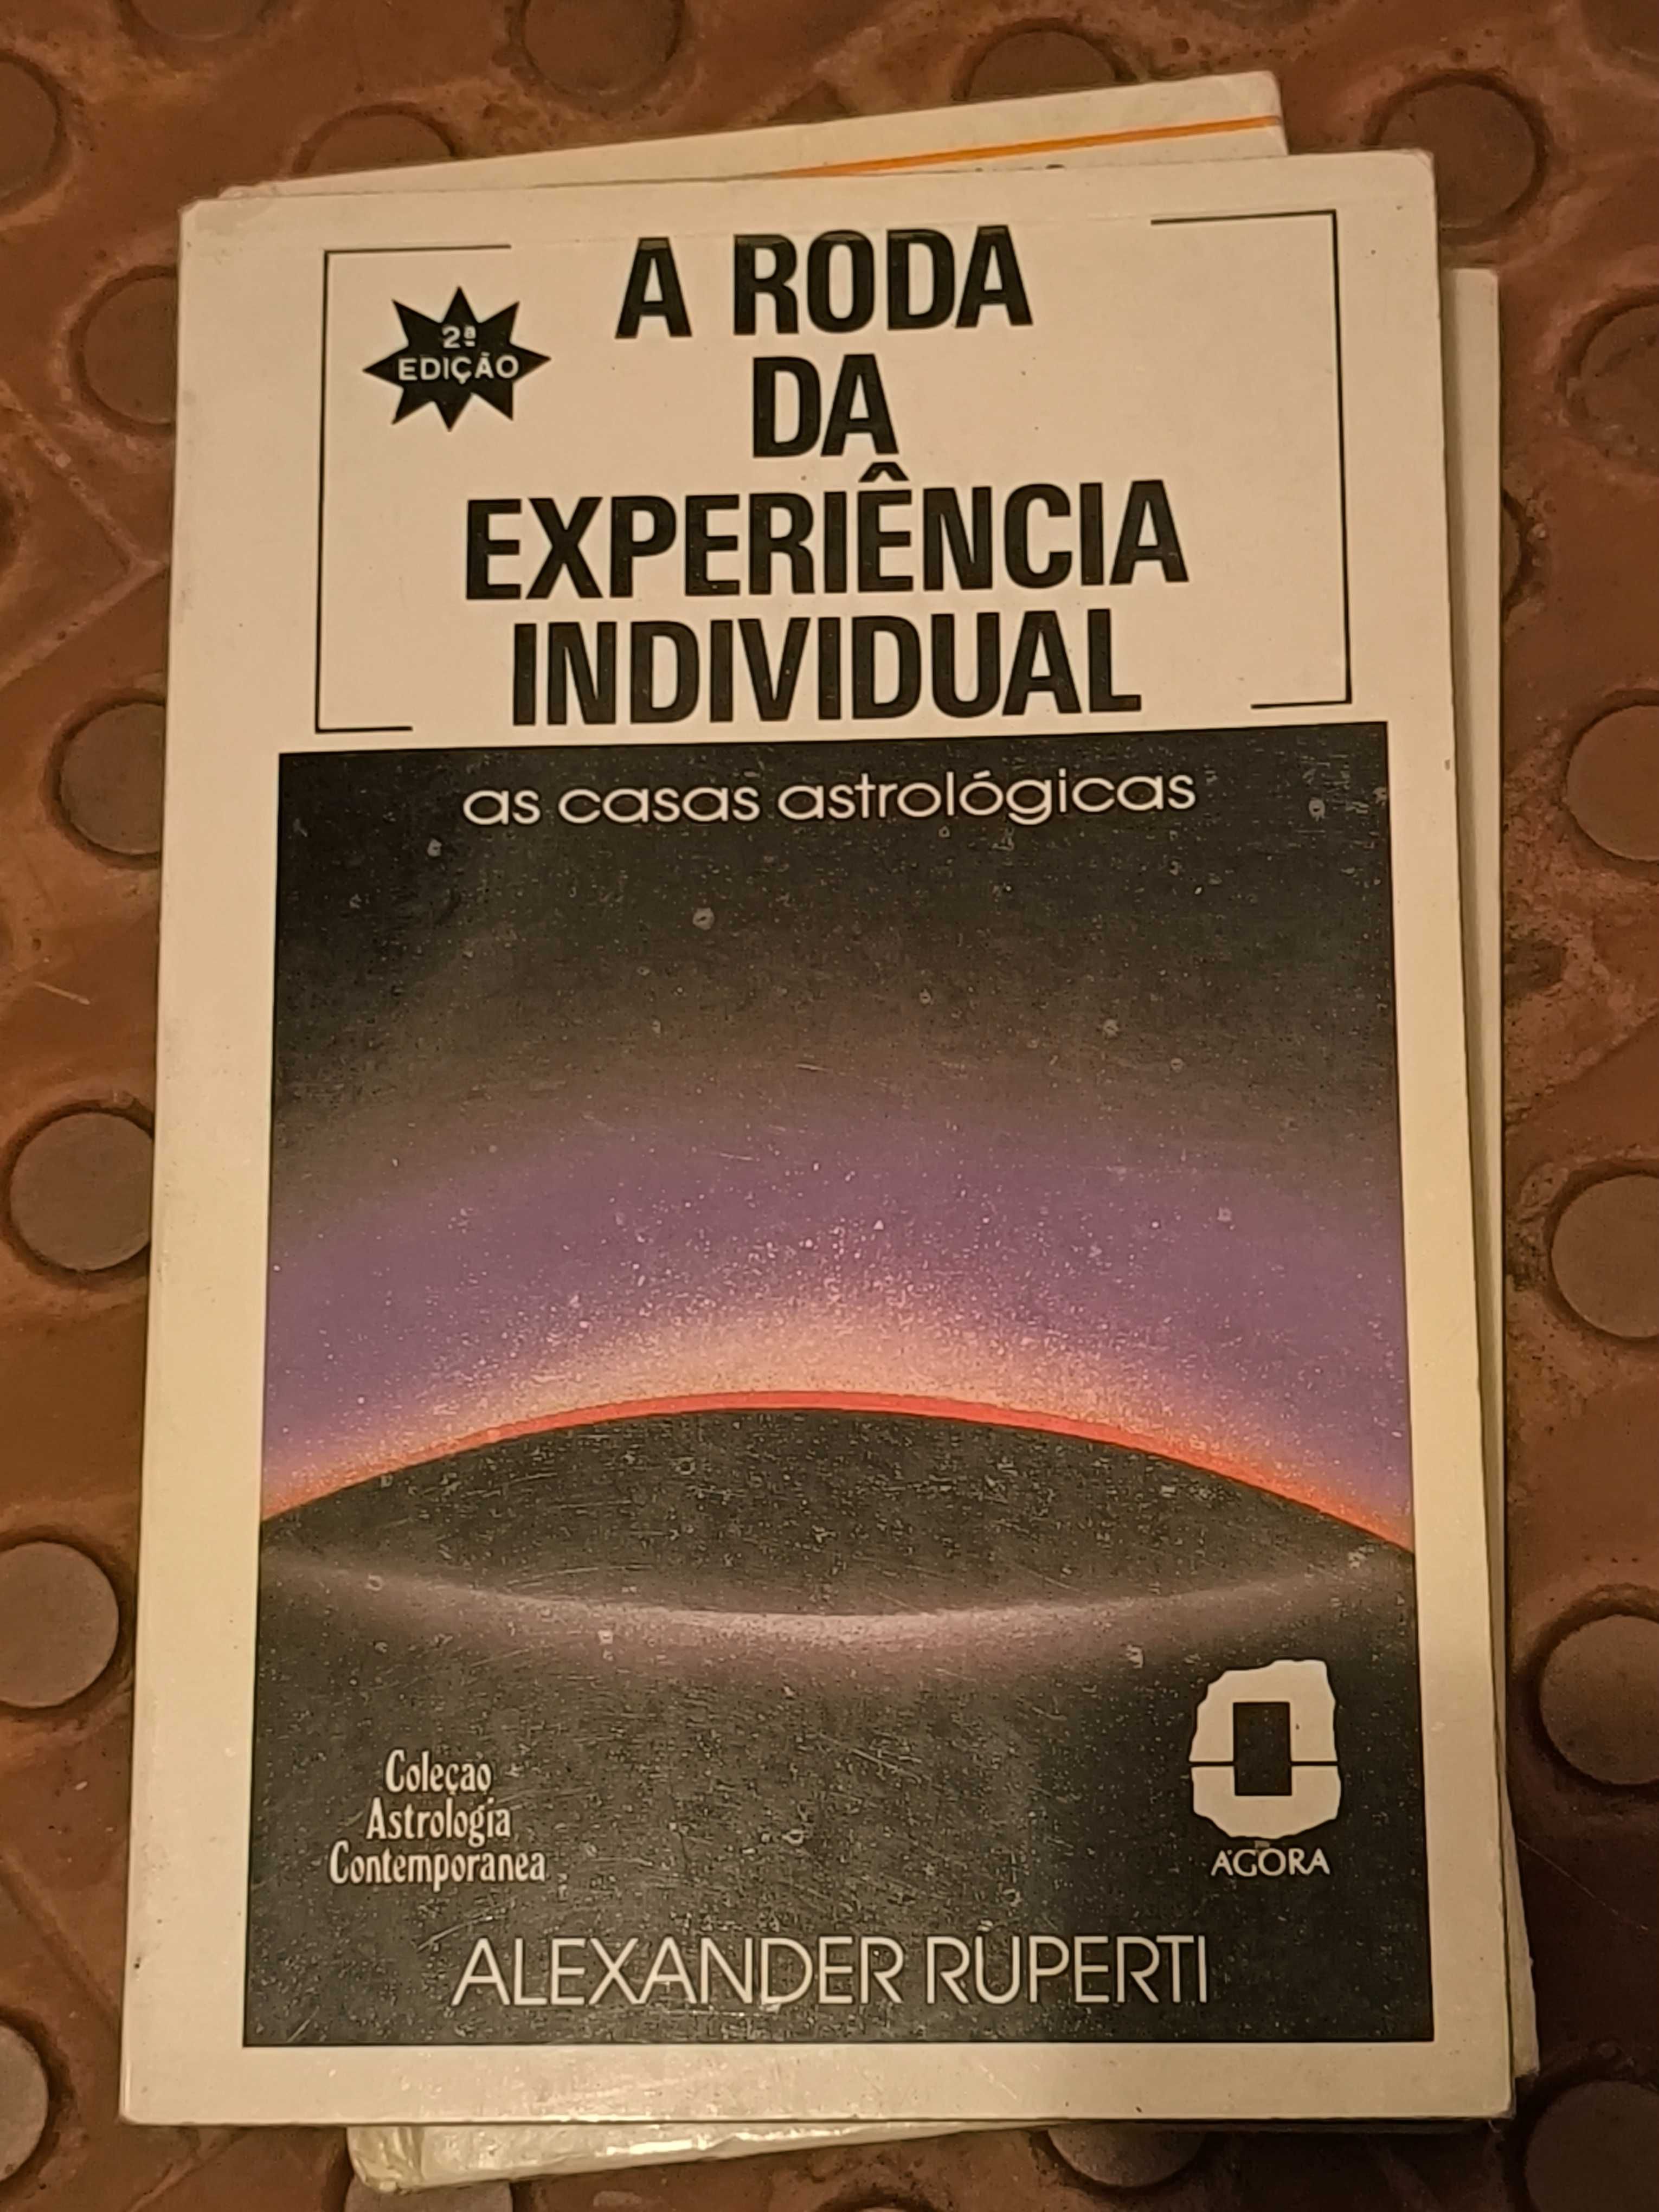 A RODA
2ª
EDIÇÃO
DA
EXPERIÊNCIA
INDIVIDUAL
as casas astrológicas
Coleção
Astrologia
Contemporanea
ÁGORA
ALEXANDER RUPERTI